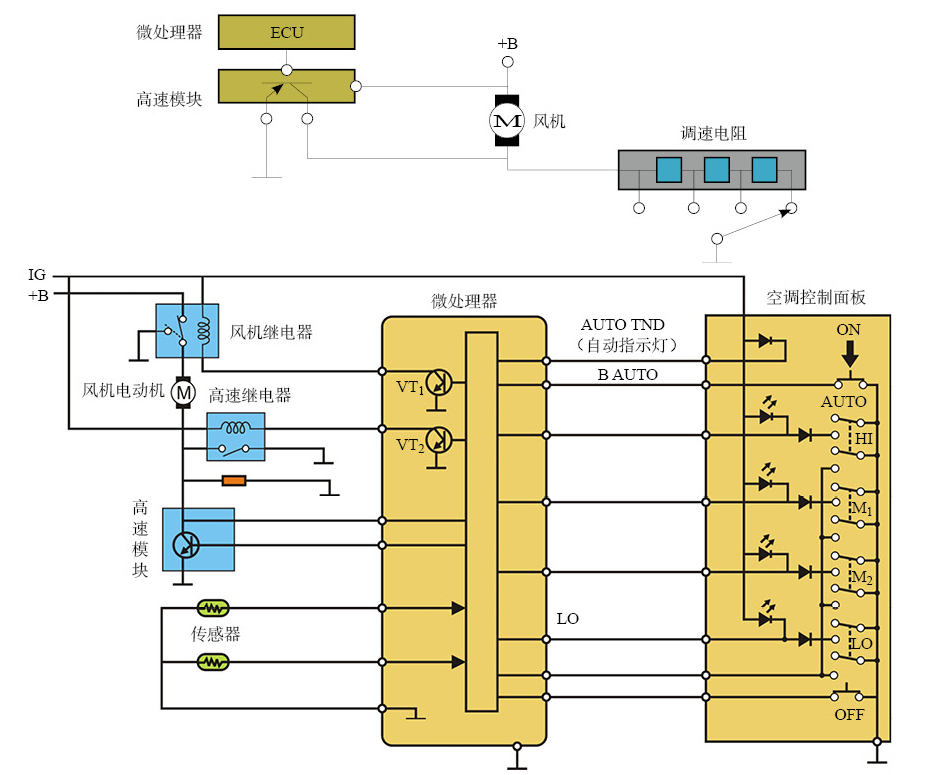 微处理器
ECU
+B
高速模块
M
风机
调速电阻
IG
+B
微处理器
空调控制面板
风机继电器
AUTO TND
(自动指示灯)
ON
B AUTO
风机电动机
M
高速继电器
VT1
AUTO
HI
VT2
高速模块
M1
M2
LO
传感器
LO
OFF